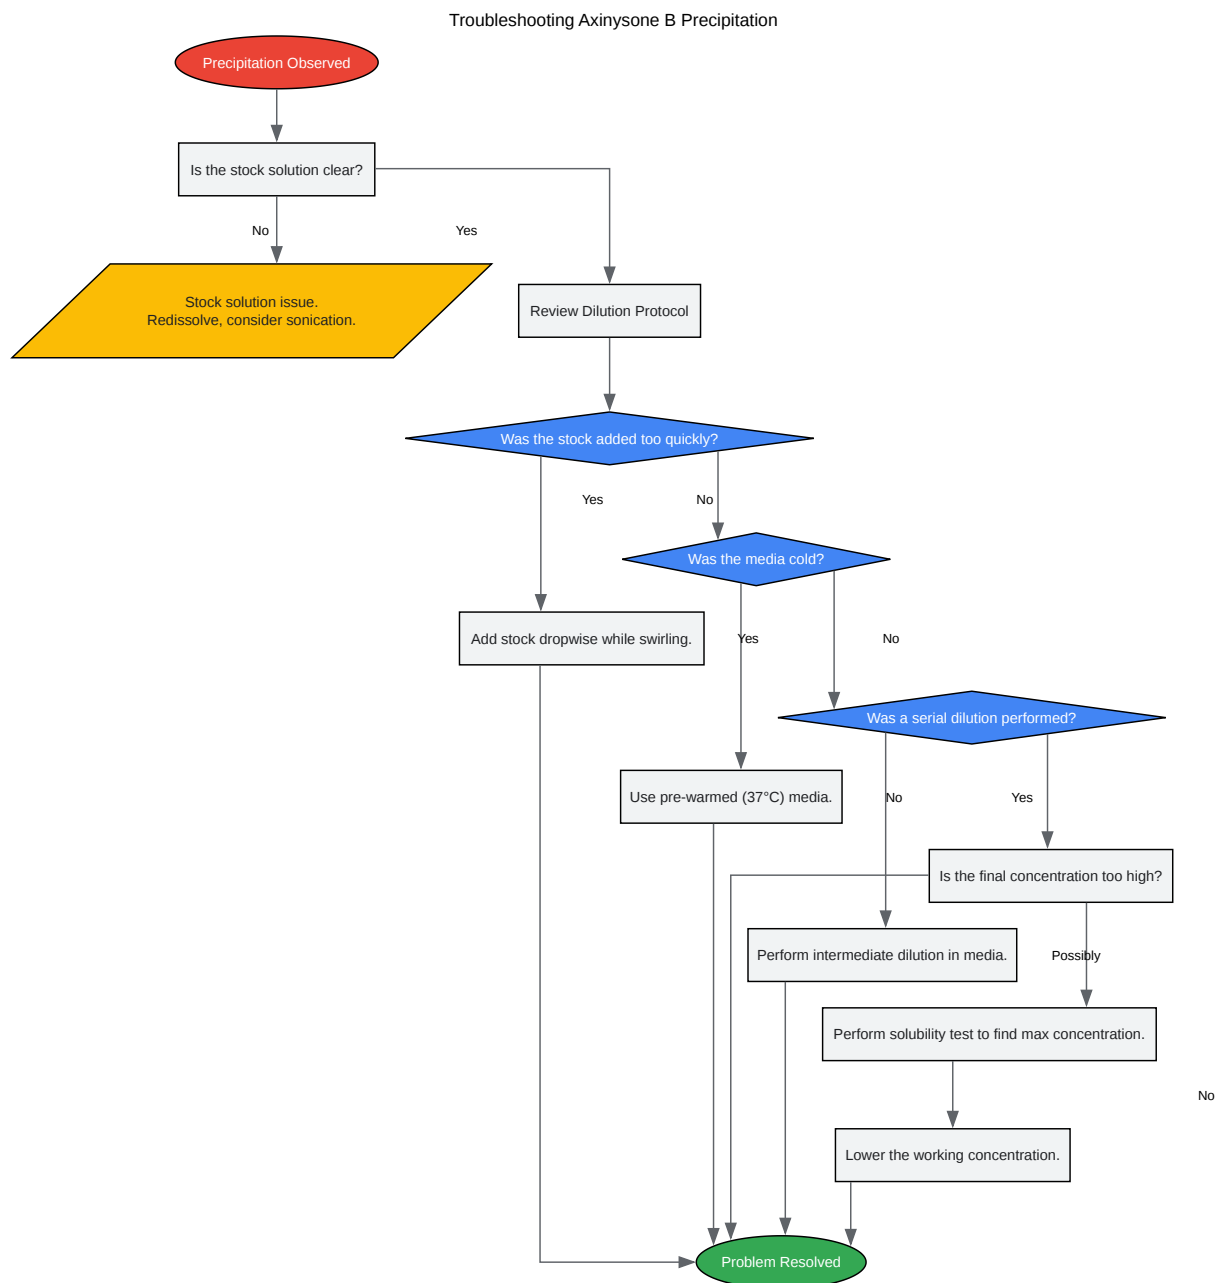 Troubleshooting Axinysone B Precipitation
Precipitation Observed
Is the stock solution clear?
No
Yes
Stock solution issue.
Redissolve, consider sonication.
Review Dilution Protocol
Was the stock added too quickly?
Yes
No
Was the media cold?
Add stock dropwise while swirling.
Yes
No
Was a serial dilution performed?
Use pre-warmed (37°C) media.
No
Yes
Is the final concentration too high?
Perform intermediate dilution in media.
Possibly
Perform solubility test to find max concentration.
No
Lower the working concentration.
Problem Resolved